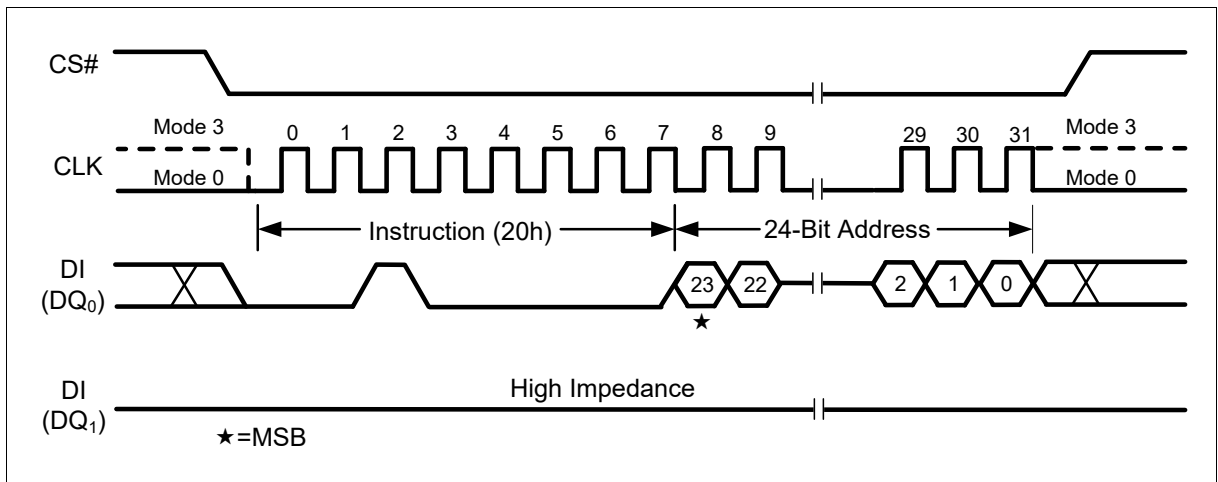 CS#
Mode 3 0 1 2 3 4 5 6 7 8 9 29 30 31 Mode 3
CLK
Mode 0 Mode 0
Instruction (20h) 24-Bit Address
DI
(DQ0) 23 22 2 1 0
★
High Impedance
DI
(DQ1)
★=MSB